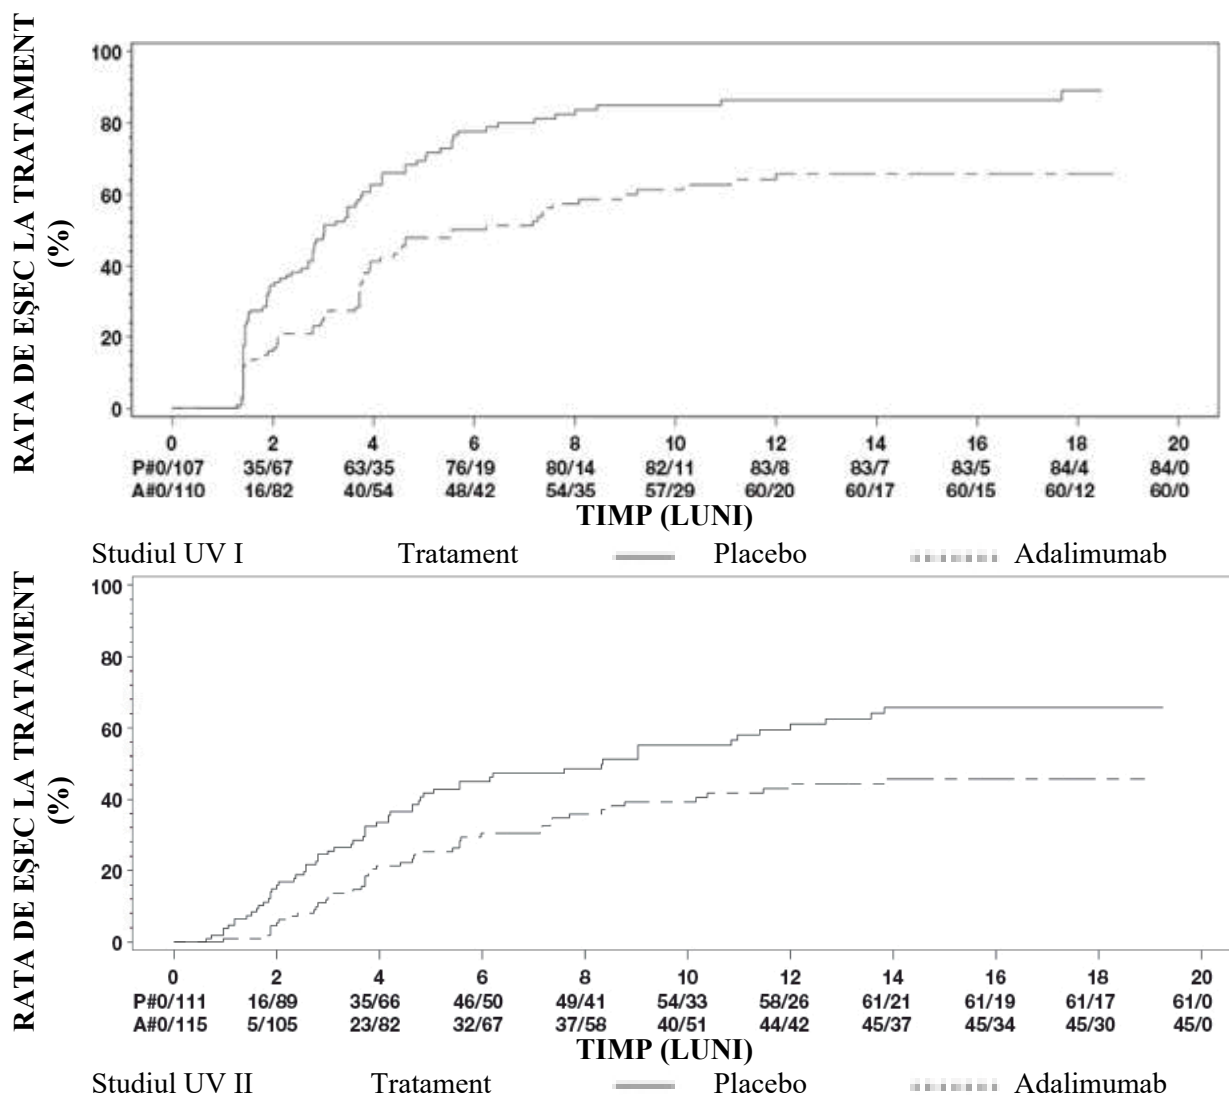 RATA DE EŞEC LA TRATAMENT
(%)
100
80
60
40
20
0
0 2 4 6 8 10 12 14 16 18 20
P#0/107 35/67 63/35 76/19 80/14 82/11 83/8 83/7 83/5 84/4 84/0
A#0/110 16/82 40/54 48/42 54/35 57/29 60/20 60/17 60/15 60/12 60/0
TIMP (LUNI)
Studiul UV I Tratament Placebo Adalimumab
RATA DE EŞEC LA TRATAMENT
(%)
100
80
60
40
20
0
0 2 4 6 8 10 12 14 16 18 20
P#0/111 16/89 35/66 46/50 49/41 54/33 58/26 61/21 61/19 61/17 61/0
A#0/115 5/105 23/82 32/67 37/58 40/51 44/42 45/37 45/34 45/30 45/0
TIMP (LUNI)
Studiul UV II Tratament Placebo Adalimumab